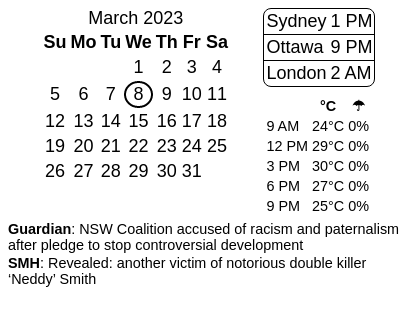 March 2023
Su Mo Tu We Th Fr Sa
1 2 3 4
5 6 7 8 9 10 11
12 13 14 15 16 17 18
19 20 21 22 23 24 25
26 27 28 29 30 31
Sydney 1 PM
Ottawa 9 PM
London 2 AM
°C ☂
9 AM 24°C 0%
12 PM 29°C 0%
3 PM 30°C 0%
6 PM 27°C 0%
9 PM 25°C 0%
Guardian: NSW Coalition accused of racism and paternalism
after pledge to stop controversial development
SMH: Revealed: another victim of notorious double killer
‘Neddy’ Smith